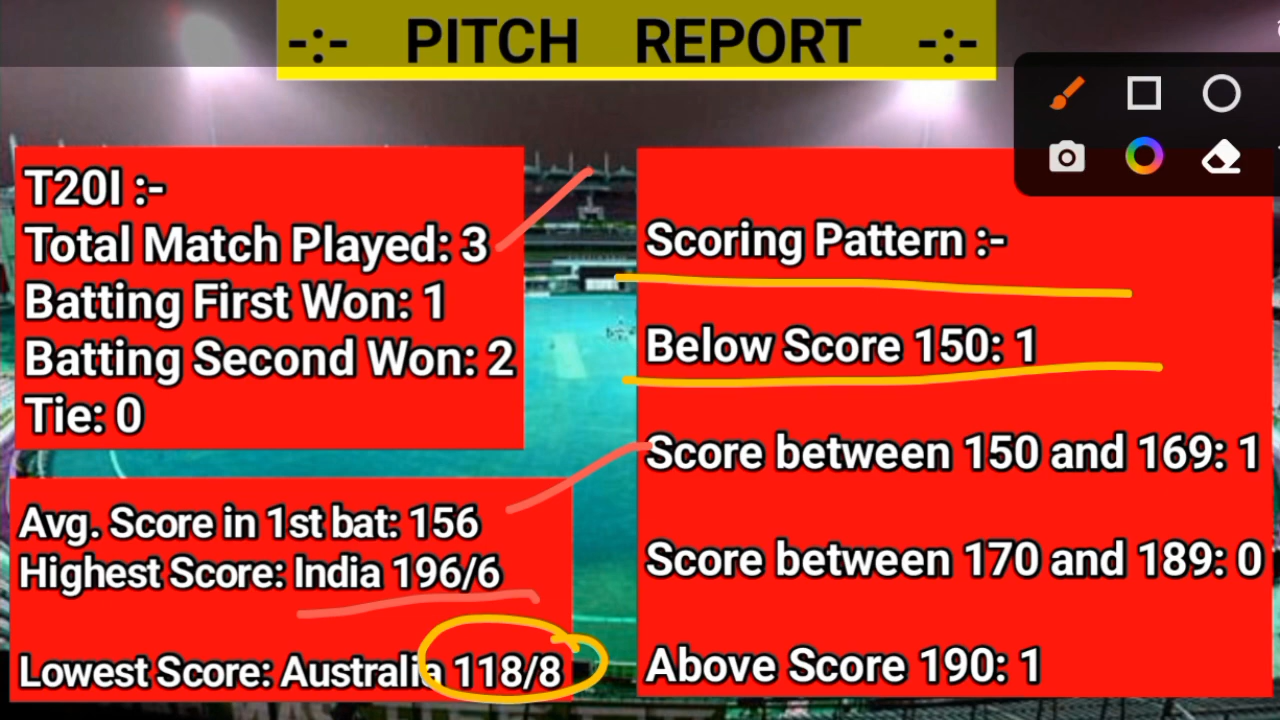 -:- PITCH REPORT -:-
T20I :-
Total Match Played: 3
Batting First Won: 1
Batting Second Won: 2
Tie: 0
Avg. Score in 1st bat: 156
Highest Score: India 196/6
Lowest Score: Australia 118/8
Scoring Pattern :-
Below Score 150: 1
Score between 150 and 169: 1
Score between 170 and 189: 0
Above Score 190: 1